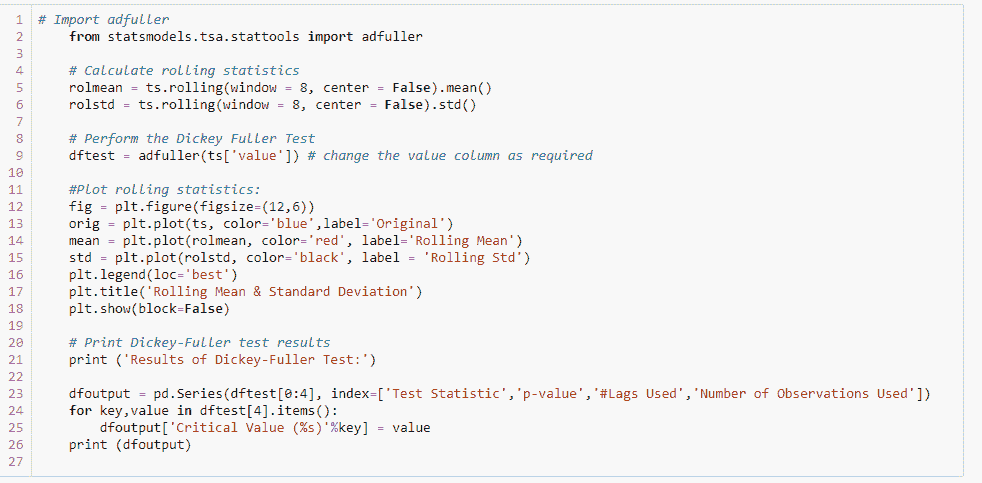 1 # Import adfuller
2     from statsmodels.tsa.stattools import adfuller
3
4     # Calculate rolling statistics
5     rolmean = ts.rolling(window = 8, center = False).mean()
6     rolstd = ts.rolling(window = 8, center = False).std()
7
8     # Perform the Dickey Fuller Test
9     dftest = adfuller(ts['value']) # change the value column as required
10
11     #Plot rolling statistics:
12     fig = plt.figure(figsize=(12,6))
13     orig = plt.plot(ts, color='blue',label='Original')
14     mean = plt.plot(rolmean, color='red', label='Rolling Mean')
15     std = plt.plot(rolstd, color='black', label = 'Rolling Std')
16     plt.legend(loc='best')
17     plt.title('Rolling Mean & Standard Deviation')
18     plt.show(block=False)
19
20     # Print Dickey-Fuller test results
21     print ('Results of Dickey-Fuller Test:')
22
23     dfoutput = pd.Series(dftest[0:4], index=['Test Statistic','p-value','#Lags Used','Number of Observations Used'])
24     for key,value in dftest[4].items():
25         dfoutput['Critical Value (%s)'%key] = value
26     print (dfoutput)
27